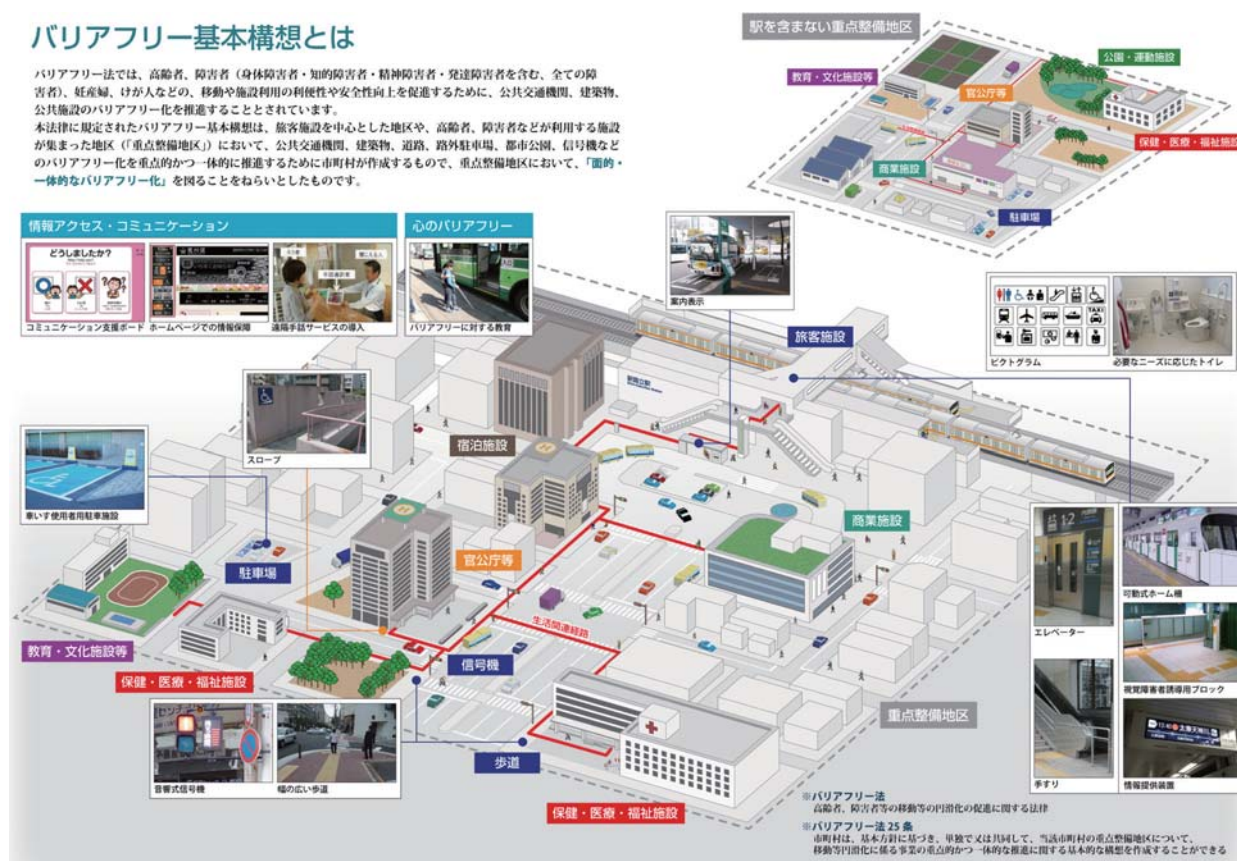 バリアフリー基本構想とは
バリアフリー法では、高齢者、障害者（身体障害者・知的障害者・精神障害者・発達障害者を含む、全ての障
害者）、妊産婦、けが人などの、移動や施設利用の利便性や安全性向上を促進するために、公共交通機関、建築物、
公共施設のバリアフリー化を推進することとされています。
本法律に規定されたバリアフリー基本構想は、旅客施設を中心とした地区や、高齢者、障害者などが利用する施設
が集まった地区（「重点整備地区」）において、公共交通機関、建築物、道路、路外駐車場、都市公園、信号機など
のバリアフリー化を重点的かつ一体的に推進するために市町村が作成するもので、重点整備地区において、「面的・
一体的なバリアフリー化」を図ることをねらいとしたものです。
駅を含まない重点整備地区
公園・運動施設
教育・文化施設等
官公庁等
保健・医療・福祉施設
商業施設
駐車場
情報アクセス・コミュニケーション
どうしましたか？
コミュニケーション支援ボード
ホームページでの情報保障
遠隔手話サービスの導入
心のバリアフリー
バリアフリーに対する教育
案内表示
旅客施設
TAXI
ピクトグラム
必要なニーズに応じたトイレ
スロープ
宿泊施設
車いす使用者用駐車施設
駐車場
官公庁等
商業施設
1・2
エレベーター
可動式ホーム柵
視覚障害者誘導用ブロック
手すり
情報提供装置
生活関連経路
教育・文化施設等
保健・医療・福祉施設
信号機
重点整備地区
音響式信号機
幅の広い歩道
歩道
保健・医療・福祉施設
※バリアフリー法
高齢者、障害者等の移動等の円滑化の促進に関する法律
※バリアフリー法 25 条
市町村は、基本方針に基づき、単独で又は共同して、当該市町村の重点整備地区について、
移動等円滑化に係る事業の重点的かつ一体的な推進に関する基本的な構想を作成することができる